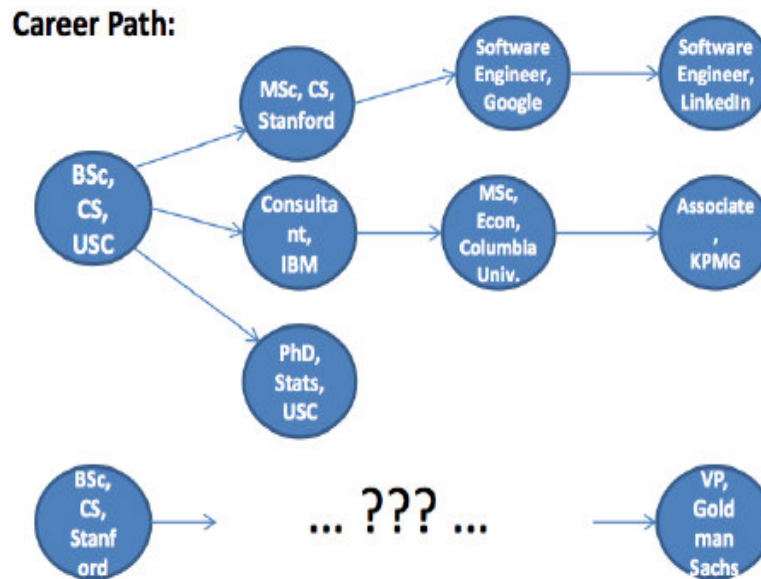 Career Path:
MSc, CS,
Stanford
Software
Engineer,
Google
Software
Engineer,
LinkedIn
BSc,
CS,
USC
Consulta
nt,
IBM
MSc,
Econ,
Columbia
Univ.
Associate
,
KPMG
PhD,
Stats,
USC
BSc,
CS,
Stanf
ord
... ??? ...
VP,
Gold
man
Sachs